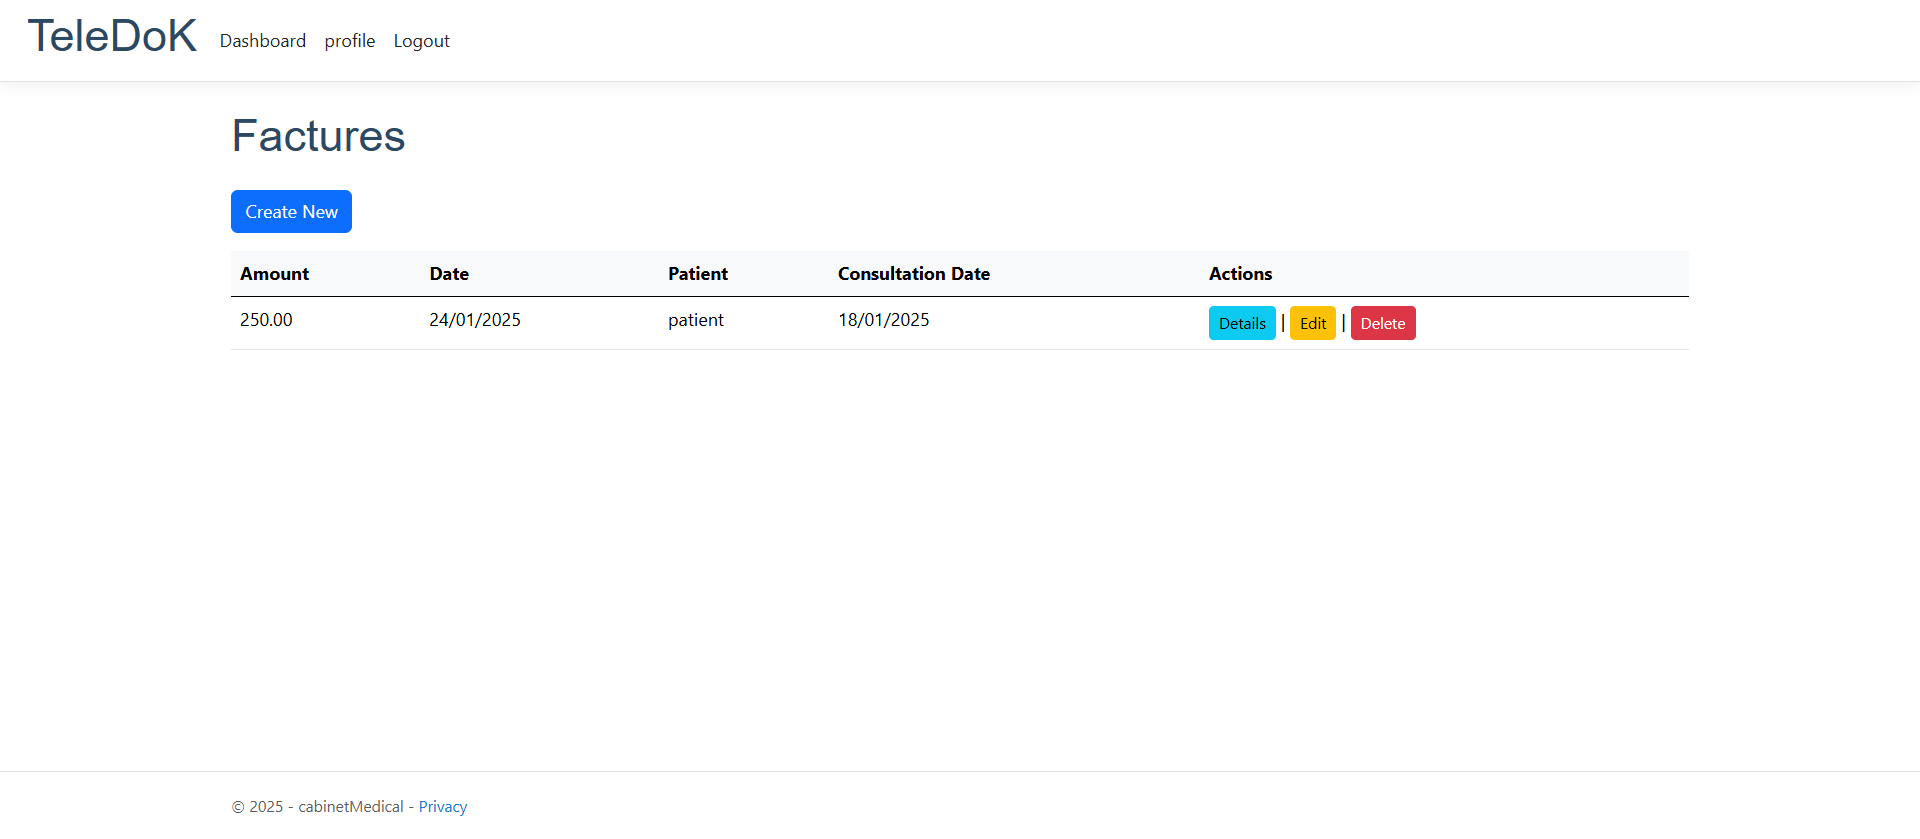 TeleDoK Dashboard profile Logout
Factures
Create New
Amount Date Patient Consultation Date Actions
250.00 24/01/2025 patient 18/01/2025 Details | Edit | Delete
© 2025 - cabinetMedical - Privacy